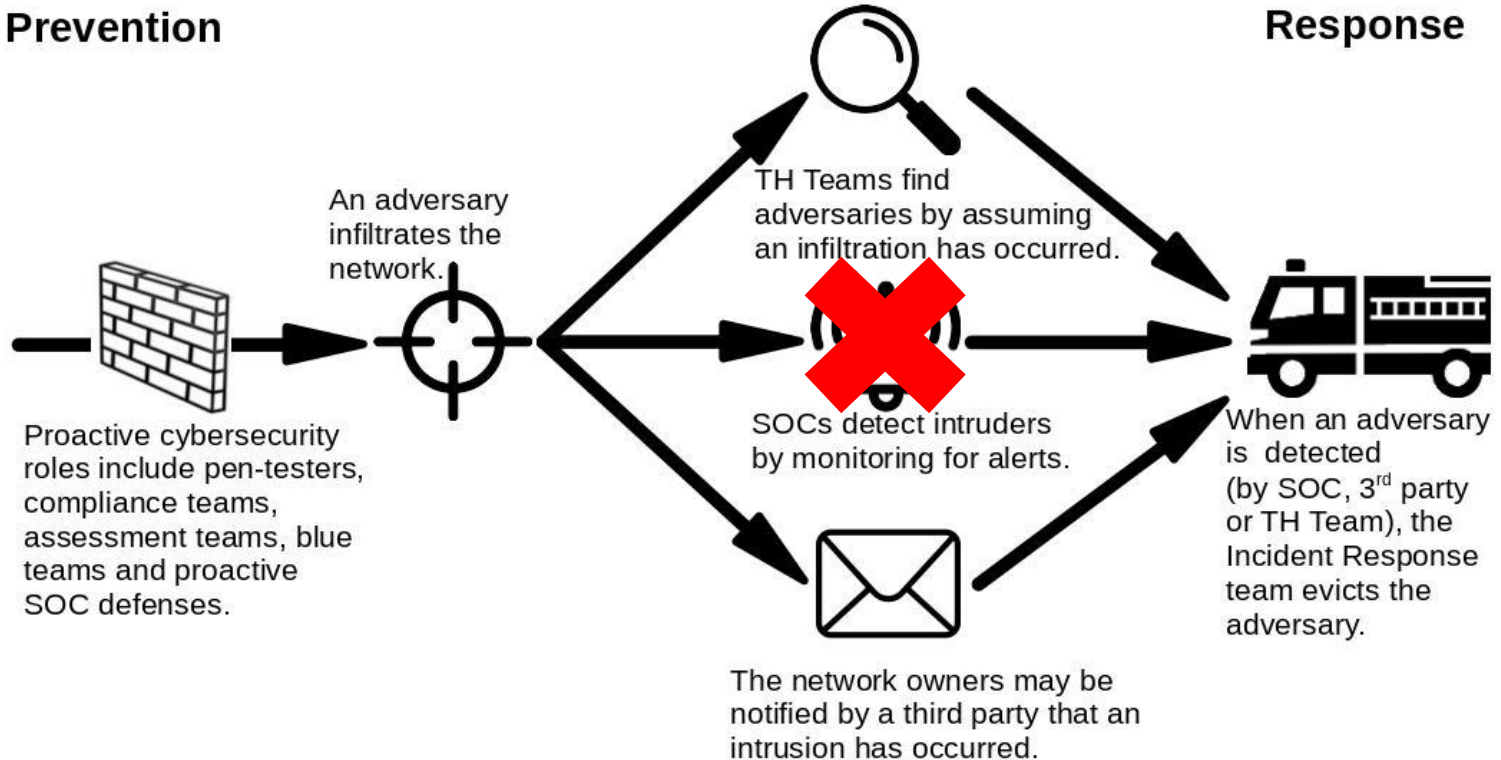 Prevention
Response
An adversary
infiltrates the
network.
TH Teams find
adversaries by assuming
an infiltration has occurred.
Proactive cybersecurity
roles include pen-testers,
compliance teams,
assessment teams, blue
teams and proactive
SOC defenses.
SOCs detect intruders
by monitoring for alerts.
The network owners may be
notified by a third party that an
intrusion has occurred.
When an adversary
is  detected
(by SOC, 3rd party
or TH Team), the
Incident Response
team evicts the
adversary.